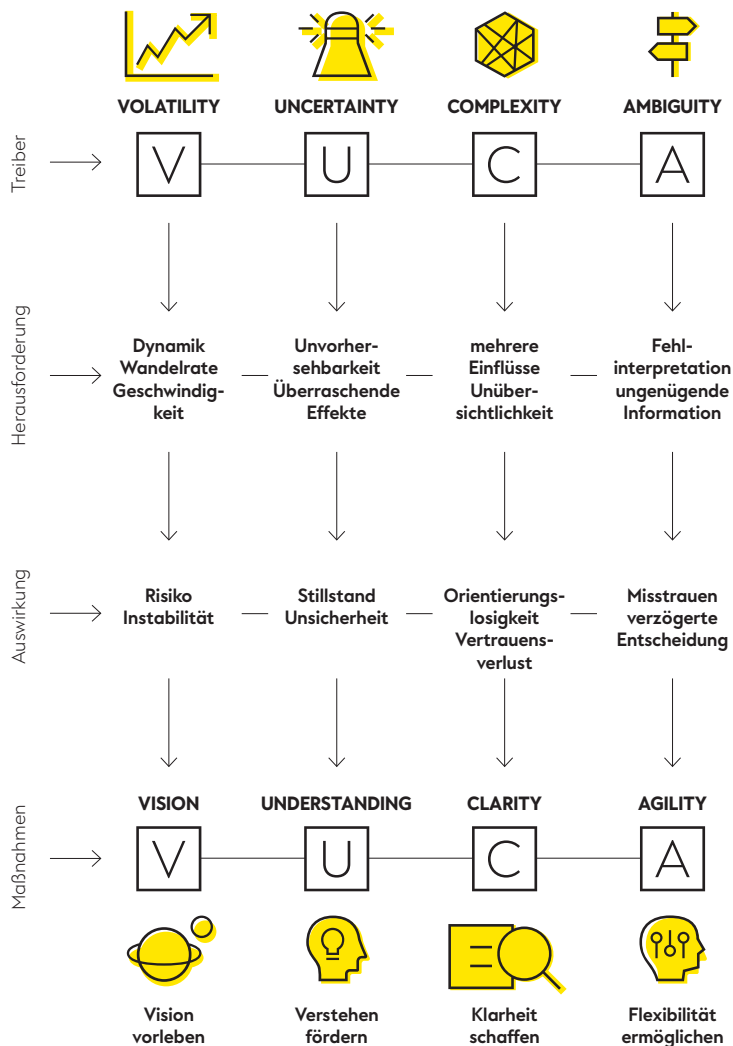 VOLATILITY UNCERTAINTY COMPLEXITY AMBIGUITY
Treiber
V U C A
Herausforderung
Dynamik
Wandelrate
Geschwindig-
keit
Unvorher-
sehbarkeit
Überraschende
Effekte
mehrere
Einflüsse
Unüber-
sichtlichkeit
Fehl-
interpretation
ungenügende
Information
Auswirkung
Risiko
Instabilität
Stillstand
Unsicherheit
Orientierungs-
losigkeit
Vertrauens-
verlust
Misstrauen
verzögerte
Entscheidung
VISION UNDERSTANDING CLARITY AGILITY
Maßnahmen
V U C A
Vision
vorleben
Verstehen
fördern
Klarheit
schaffen
Flexibilität
ermöglichen